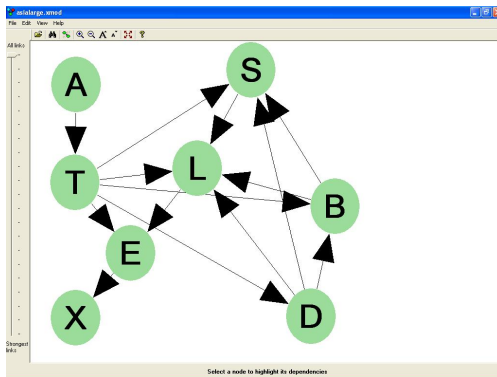 asialarge.xmod
File Edit View Help
All links
S
A
L
T
B
E
D
X
Strongest
links
Select a node to highlight its dependencies